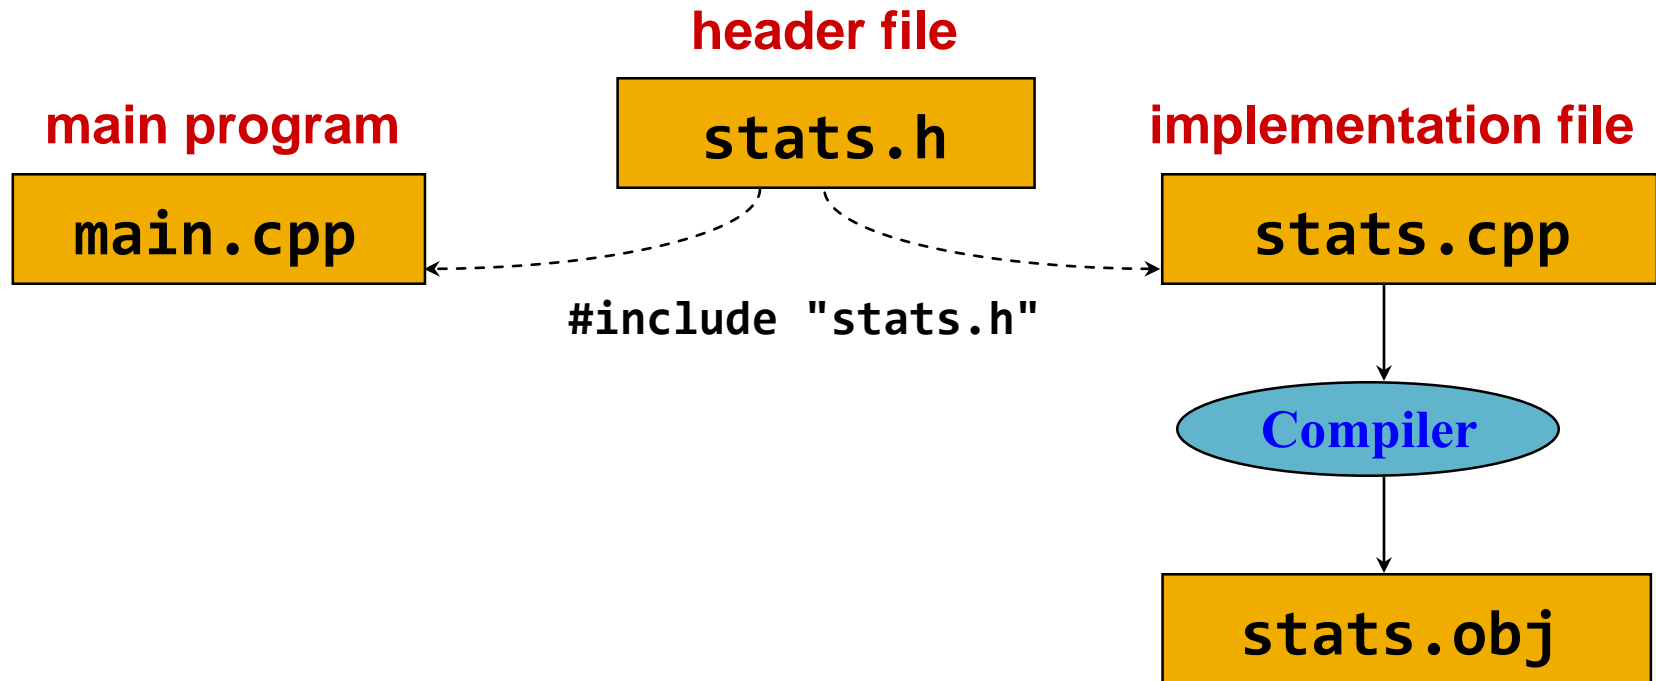 header file
stats.h
main program
main.cpp
implementation file
stats.cpp
#include "stats.h"
Compiler
stats.obj